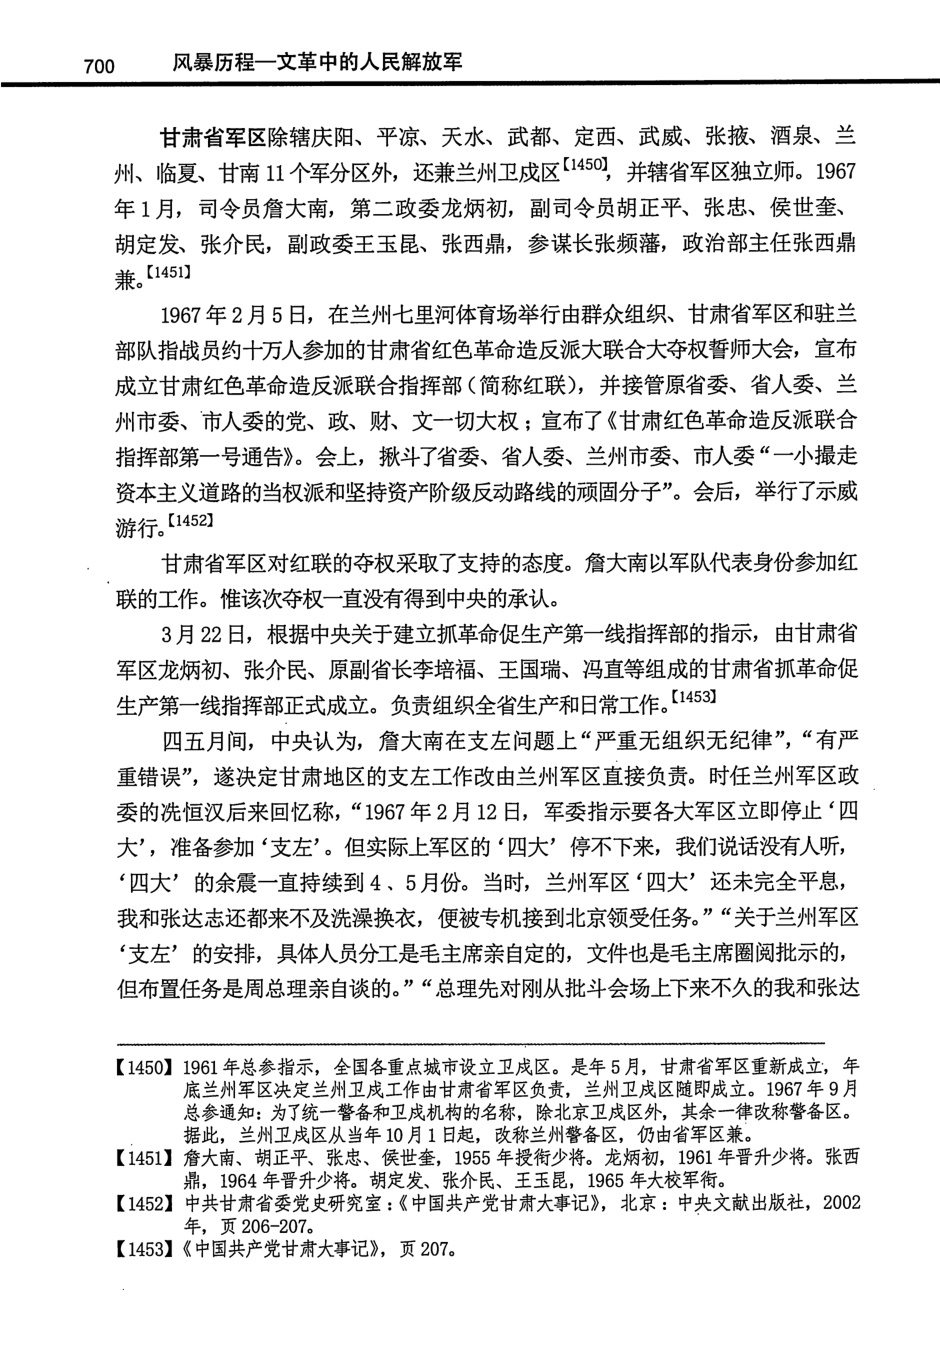 700 风暴历程—文革中的人民解放军
甘肃省军区除辖庆阳、平凉、天水、武都、定西、武威、张掖、酒泉、兰
州、临夏、甘南 11 个军分区外，还兼兰州卫戍区【1450】，并辖省军区独立师。1967
年 1 月，司令员詹大南，第二政委龙炳初，副司令员胡正平、张忠、侯世奎、
胡定发、张介民，副政委王玉昆、张西鼎，参谋长张频藩，政治部主任张西鼎
兼。【1451】
1967 年 2 月 5 日，在兰州七里河体育场举行由群众组织、甘肃省军区和驻兰
部队指战员约十万人参加的甘肃省红色革命造反派大联合大夺权誓师大会，宣布
成立甘肃红色革命造反派联合指挥部（简称红联），并接管原省委、省人委、兰
州市委、市人委的党、政、财、文一切大权；宣布了《甘肃红色革命造反派联合
指挥部第一号通告》。会上，揪斗了省委、省人委、兰州市委、市人委“一小撮走
资本主义道路的当权派和坚持资产阶级反动路线的顽固分子”。会后，举行了示威
游行。【1452】
甘肃省军区对红联的夺权采取了支持的态度。詹大南以军队代表身份参加红
联的工作。惟该次夺权一直没有得到中央的承认。
3 月 22 日，根据中央关于建立抓革命促生产第一线指挥部的指示，由甘肃省
军区龙炳初、张介民、原副省长李培福、王国瑞、冯直等组成的甘肃省抓革命促
生产第一线指挥部正式成立。负责组织全省生产和日常工作。【1453】
四五月间，中央认为，詹大南在支左问题上“严重无组织无纪律”，“有严
重错误”，遂决定甘肃地区的支左工作改由兰州军区直接负责。时任兰州军区政
委的冼恒汉后来回忆称，“1967 年 2 月 12 日，军委指示要各大军区立即停止‘四
大’，准备参加‘支左’。但实际上军区的‘四大’停不下来，我们说话没有人听，
‘四大’的余震一直持续到 4 、5 月份。当时，兰州军区‘四大’还未完全平息，
我和张达志还都来不及洗澡换衣，便被专机接到北京领受任务。”“关于兰州军区
‘支左’的安排，具体人员分工是毛主席亲自定的，文件也是毛主席圈阅批示的，
但布置任务是周总理亲自谈的。”“总理先对刚从批斗会场上下来不久的我和张达
【1450】1961 年总参指示，全国各重点城市设立卫戍区。是年 5 月，甘肃省军区重新成立，年
底兰州军区决定兰州卫戍工作由甘肃省军区负责，兰州卫戍区随即成立。1967 年 9 月
总参通知：为了统一警备和卫戍机构的名称，除北京卫戍区外，其余一律改称警备区。
据此，兰州卫戍区从当年 10 月 1 日起，改称兰州警备区，仍由省军区兼。
【1451】詹大南、胡正平、张忠、侯世奎，1955 年授衔少将。龙炳初，1961 年晋升少将。张西
鼎，1964 年晋升少将。胡定发、张介民、王玉昆，1965 年大校军衔。
【1452】中共甘肃省委党史研究室：《中国共产党甘肃大事记》，北京：中央文献出版社，2002
年，页 206-207。
【1453】《中国共产党甘肃大事记》，页 207。